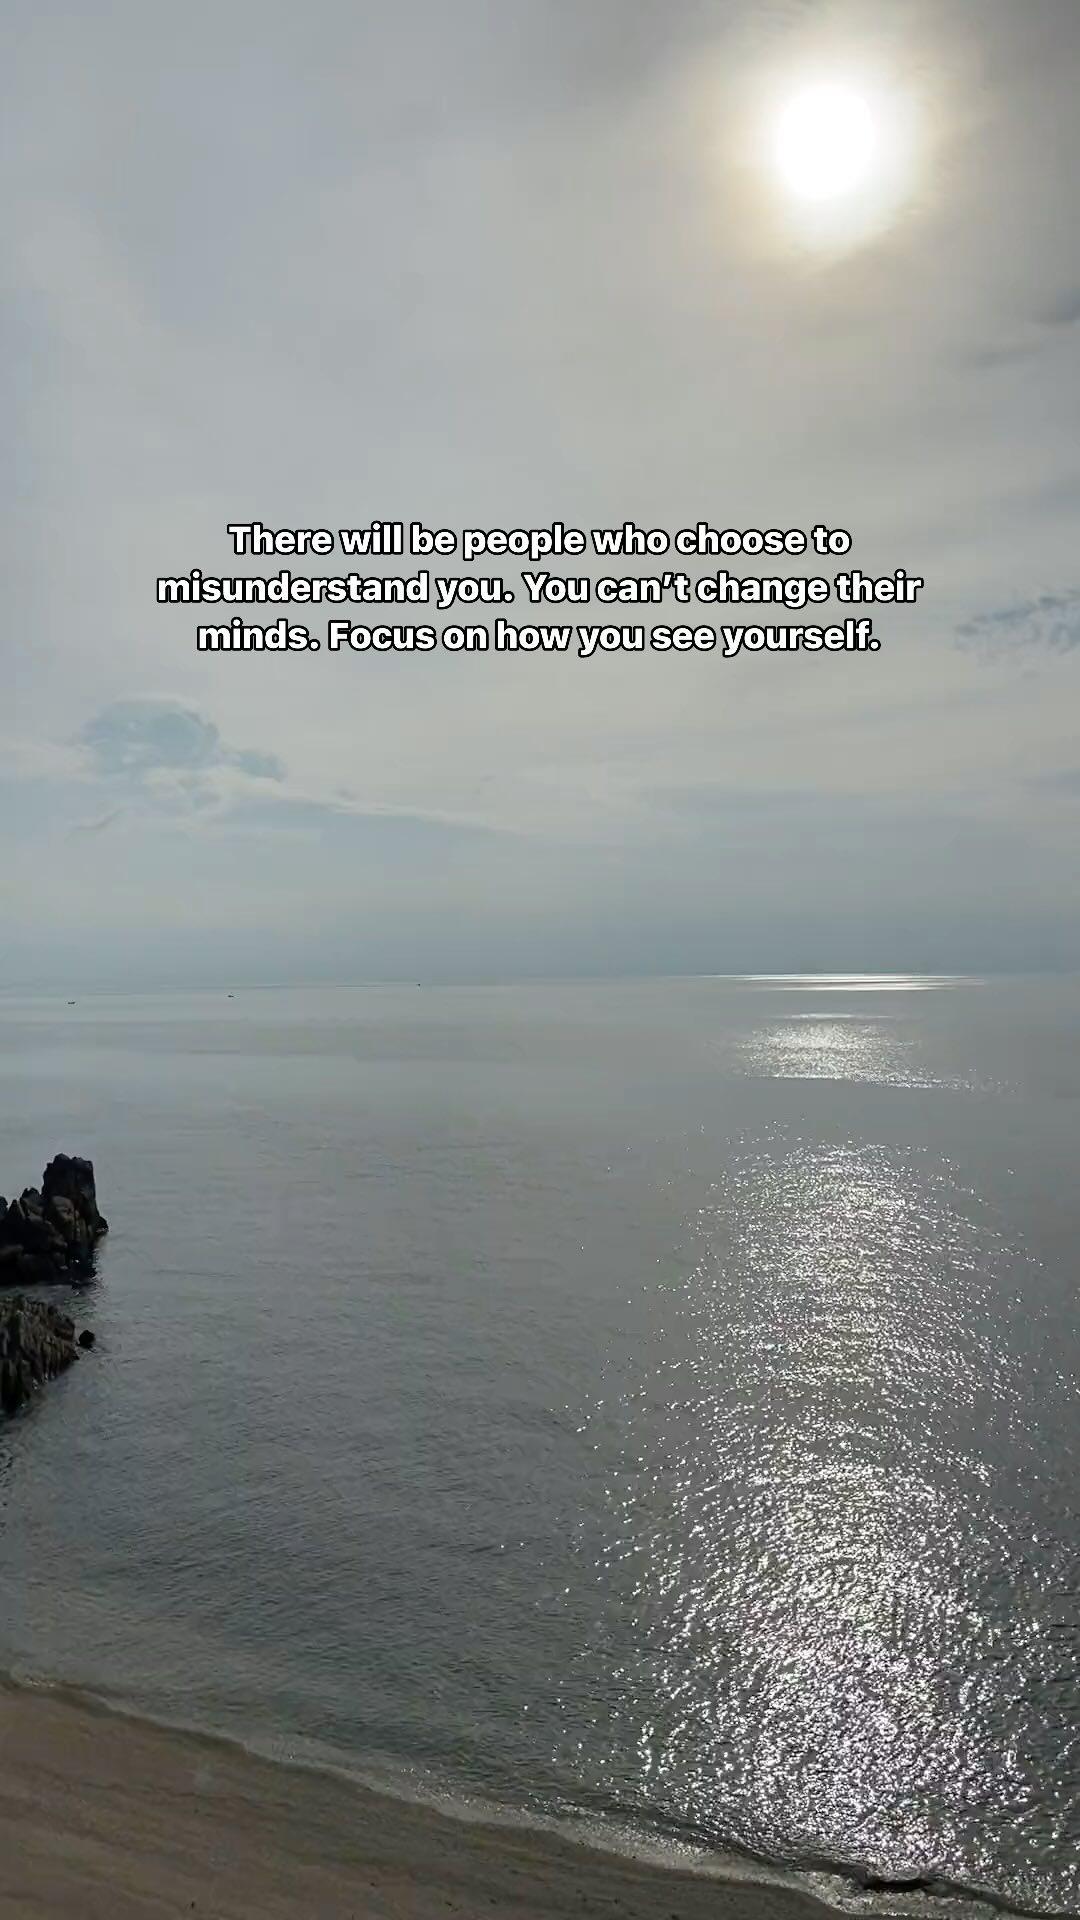 There will be people who choose to
misunderstand you. You can’t change their
minds. Focus on how you see yourself.